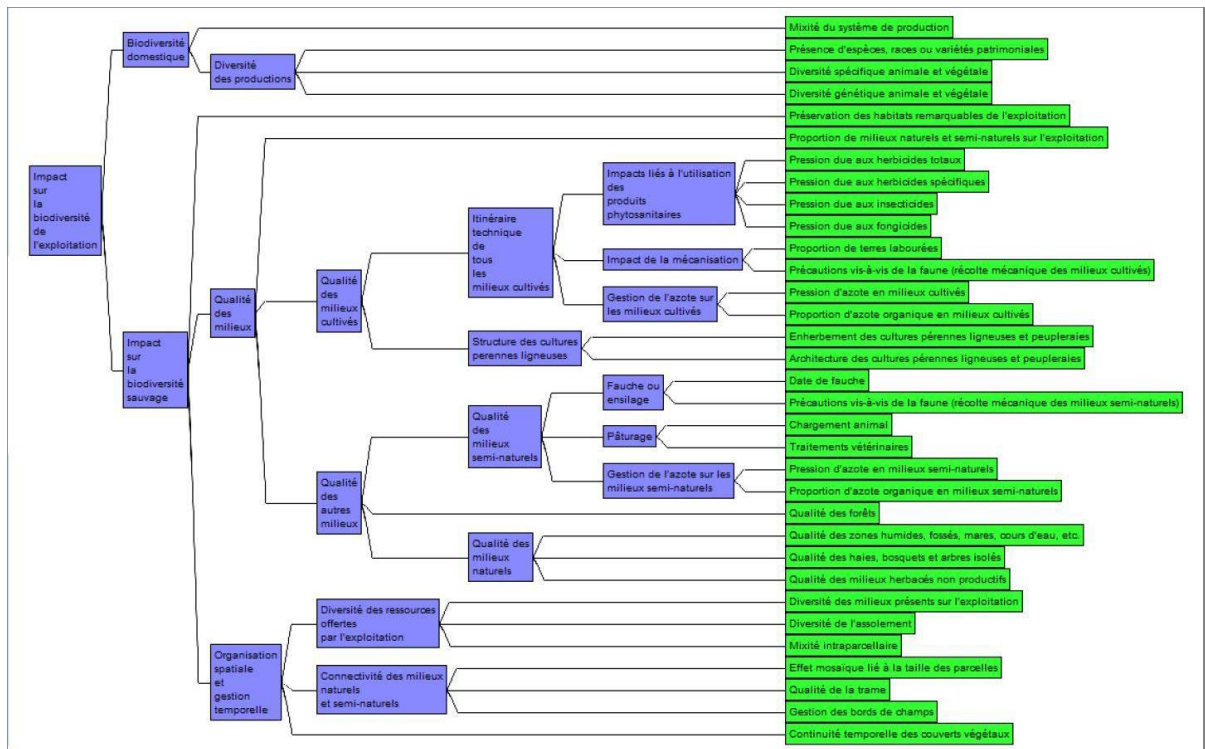 Impact
sur
la
biodiversité
de
l'exploitation
Biodiversité
domestique
Diversité
des productions
Impact
sur
la
biodiversité
sauvage
Qualité
des
milieux
Qualité
des
milieux
cultivés
Itinéraire
technique
de
tous
les
milieux cultivés
Impacts liés à l'utilisation
des
produits
phytosanitaires
Impact de la mécanisation
Gestion de l'azote sur
les milieux cultivés
Structure des cultures
perennes ligneuses
Qualité
des
autres
milieux
Qualité
des
milieux
semi-naturels
Fauche ou
ensilage
Pâturage
Gestion de l'azote sur les
milieux semi-naturels
Qualité des
milieux
naturels
Organisation
spatiale
et
gestion
temporelle
Diversité des ressources
offertes
par l'exploitation
Connectivité des milieux
naturels
et semi-naturels
Mixité du système de production
Présence d'espèces, races ou variétés patrimoniales
Diversité spécifique animale et végétale
Diversité génétique animale et végétale
Préservation des habitats remarquables de l'exploitation
Proportion de milieux naturels et semi-naturels sur l'exploitation
Pression due aux herbicides totaux
Pression due aux herbicides spécifiques
Pression due aux insecticides
Pression due aux fongicides
Proportion de terres labourées
Précautions vis-à-vis de la faune (récolte mécanique des milieux cultivés)
Pression d'azote en milieux cultivés
Proportion d'azote organique en milieux cultivés
Enherbement des cultures pérennes ligneuses et peupleraies
Architecture des cultures pérennes ligneuses et peupleraies
Date de fauche
Précautions vis-à-vis de la faune (récolte mécanique des milieux semi-naturels)
Chargement animal
Traitements vétérinaires
Pression d'azote en milieux semi-naturels
Proportion d'azote organique en milieux semi-naturels
Qualité des forêts
Qualité des zones humides, fossés, mares, cours d'eau, etc.
Qualité des haies, bosquets et arbres isolés
Qualité des milieux herbacés non productifs
Diversité des milieux présents sur l'exploitation
Diversité de l'assolement
Mixité intraparcellaire
Effet mosaïque lié à la taille des parcelles
Qualité de la trame
Gestion des bords de champs
Continuité temporelle des couverts végétaux